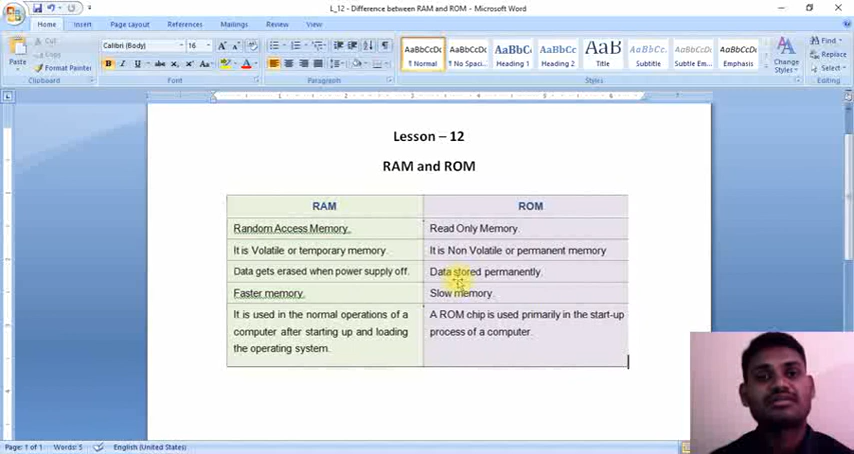 L_12 - Difference between RAM and ROM - Microsoft Word
Home Insert Page Layout References Mailings Review View
Cut
Copy
Paste
Format Painter
Clipboard
Calibri (Body) 16
Font
Paragraph
AaBbCcDc AaBbCcDc AaBbC AaBbCc AaB AaBbCcI AaBbCcDc AaBbCcDc
¶ Normal ¶ No Spaci... Heading 1 Heading 2 Title Subtitle Subtle Em... Emphasis
Styles
Change Styles
Find
Replace
Select
Editing
Lesson – 12
RAM and ROM
RAM ROM
Random Access Memory. Read Only Memory.
It is Volatile or temporary memory. It is Non Volatile or permanent memory
Data gets erased when power supply off. Data stored permanently.
Faster memory. Slow memory.
It is used in the normal operations of a A ROM chip is used primarily in the start-up
computer after starting up and loading process of a computer.
the operating system.
Page: 1 of 1 Words: 5 English (United States)